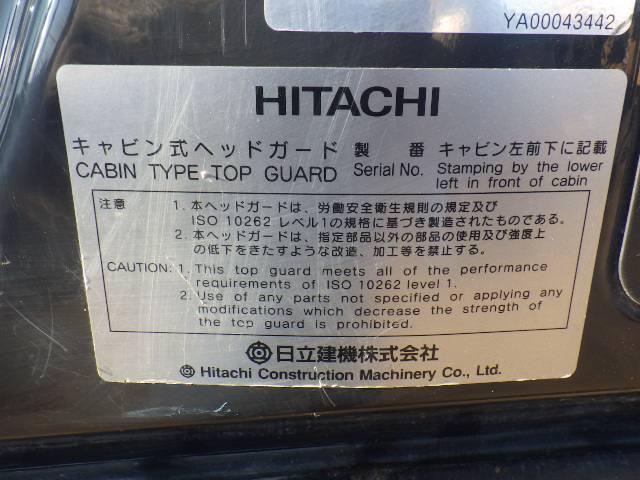 YA00043442
HITACHI
キャビン式ヘッドガード 製 番 キャビン左前下に記載
CABIN TYPE TOP GUARD Serial No. Stamping by the lower
left in front of cabin
注意 1. 本ヘッドガードは、労働安全衛生規則の規定及び
ISO 10262 レベル1の規格に基づき製造されたものである。
2. 本ヘッドガードは、指定部品以外の部品の使用及び強度上
の低下をきたすような改造、加工等を禁止する。
CAUTION: 1. This top guard meets all of the performance
requirements of ISO 10262 level 1.
2. Use of any parts not specified or applying any
modifications which decrease the strength of
the top guard is prohibited.
日立建機株式会社
Hitachi Construction Machinery Co., Ltd.